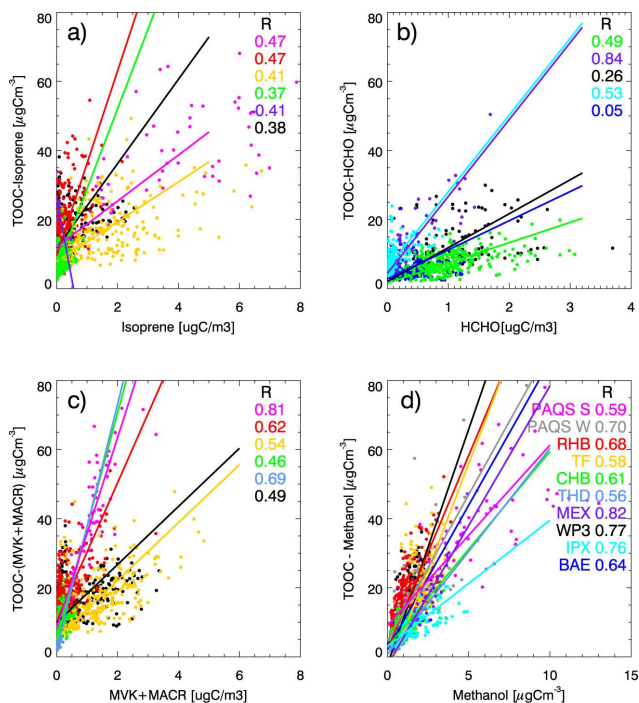 a)
R
0.47
0.47
0.41
0.37
0.41
0.38
TOOC-Isoprene [µgCm-3]
80
60
40
20
0
0 2 4 6 8
Isoprene [ugC/m3]
b)
R
0.49
0.84
0.26
0.53
0.05
TOOC-HCHO [µgCm-3]
80
60
40
20
0
0 1 2 3 4
HCHO[ugC/m3]
c)
R
0.81
0.62
0.54
0.46
0.69
0.49
TOOC-(MVK+MACR) [µgCm-3]
80
60
40
20
0
0 2 4 6 8
MVK+MACR [ugC/m3]
d)
R
PAQS S 0.59
PAQS W 0.70
RHB 0.68
TF 0.58
CHB 0.61
THD 0.56
MEX 0.82
WP3 0.77
IPX 0.76
BAE 0.64
TOOC - Methanol [µgCm-3]
80
60
40
20
0
0 5 10 15
Methanol [µgCm-3]